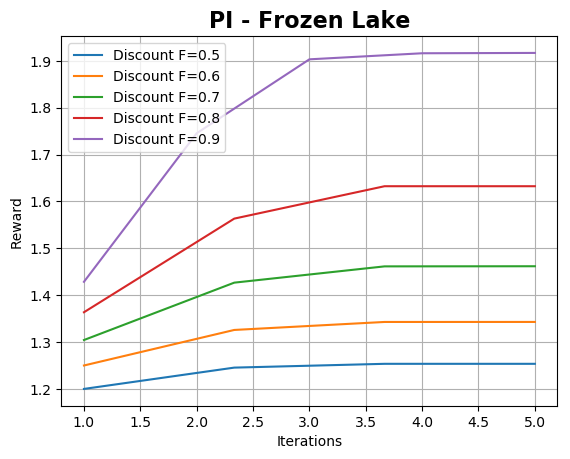 PI - Frozen Lake
Discount F=0.5
Discount F=0.6
Discount F=0.7
Discount F=0.8
Discount F=0.9
1.9
1.8
1.7
1.6
1.5
1.4
1.3
1.2
Reward
1.0 1.5 2.0 2.5 3.0 3.5 4.0 4.5 5.0
Iterations